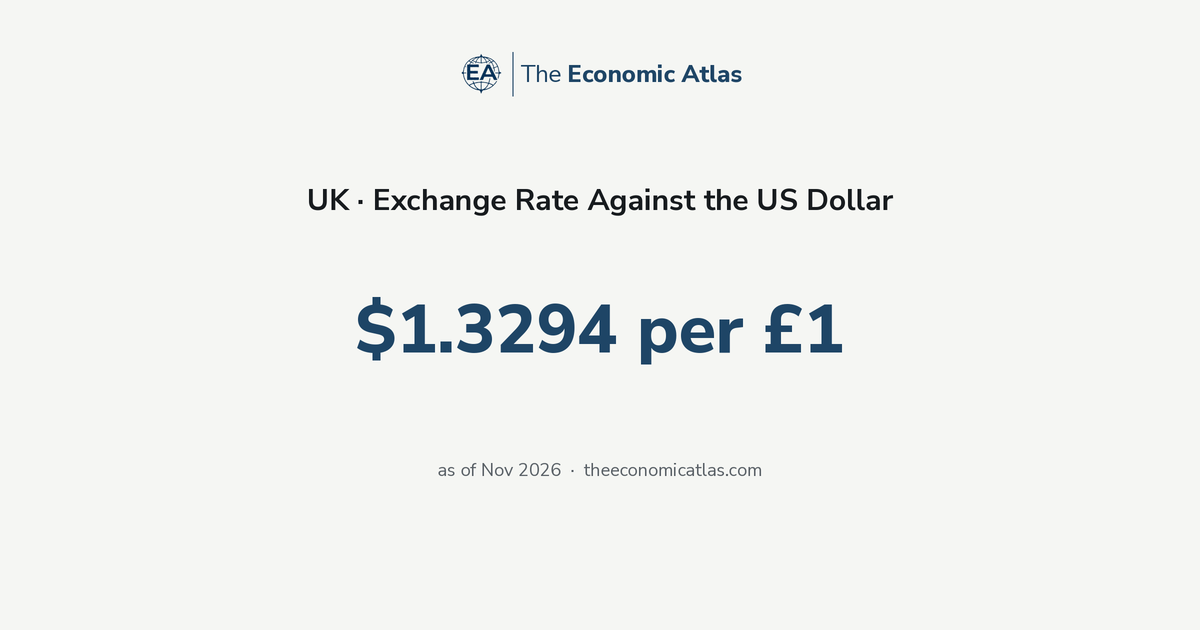 EA The Economic Atlas
UK · Exchange Rate Against the US Dollar
$1.3294 per £1
as of Nov 2026 · theeconomicatlas.com